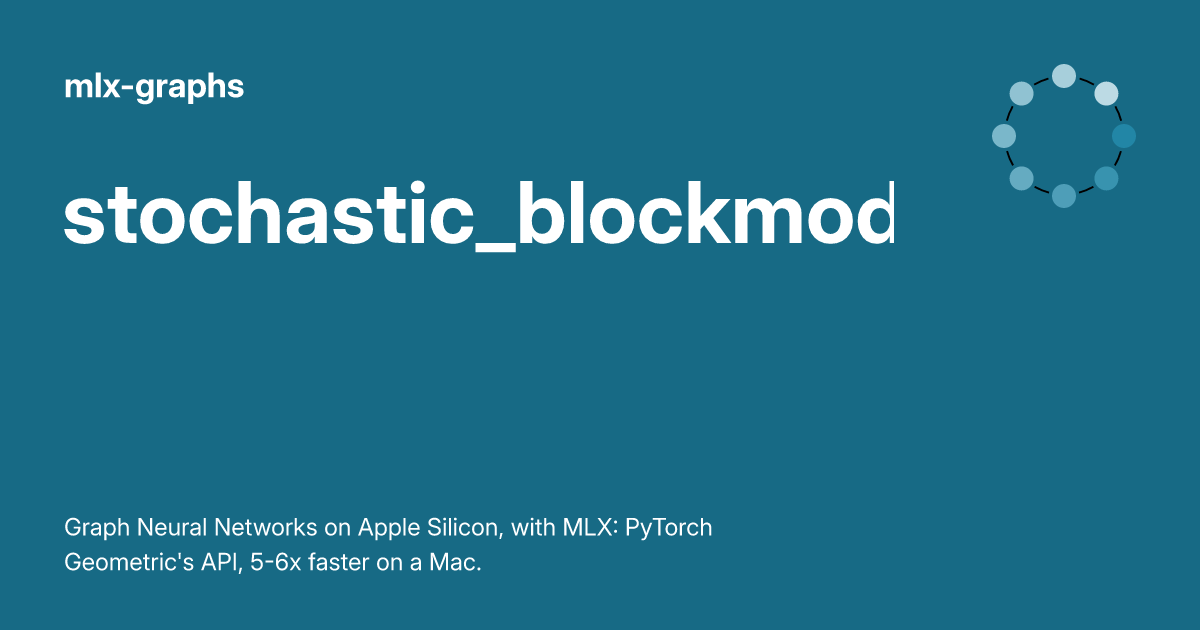 mlx-graphs
stochastic_blockmod
Graph Neural Networks on Apple Silicon, with MLX: PyTorch
Geometric's API, 5-6x faster on a Mac.